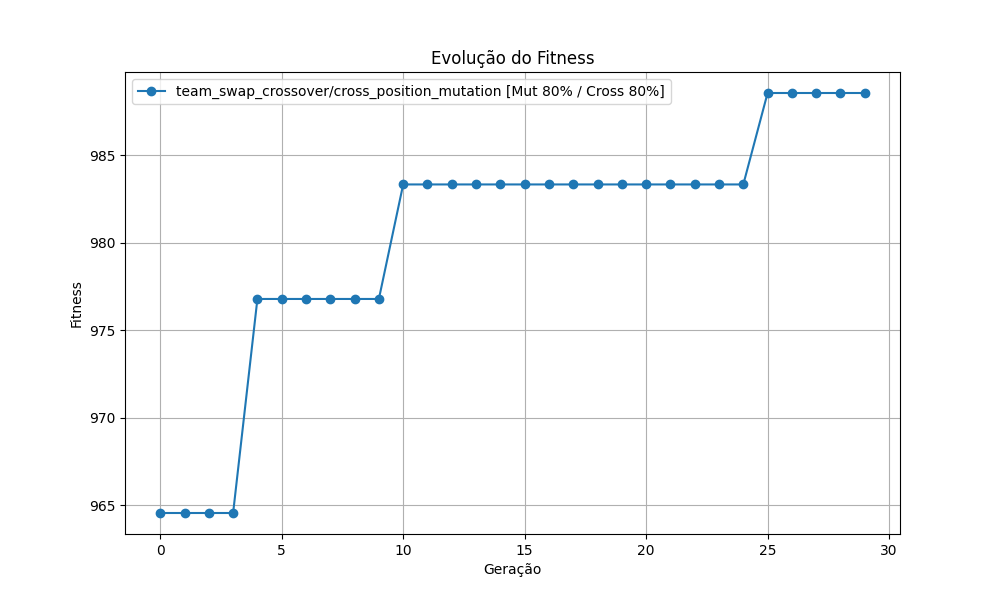 Evolução do Fitness
team_swap_crossover/cross_position_mutation [Mut 80% / Cross 80%]
985
980
975
970
965
Fitness
0 5 10 15 20 25 30
Geração